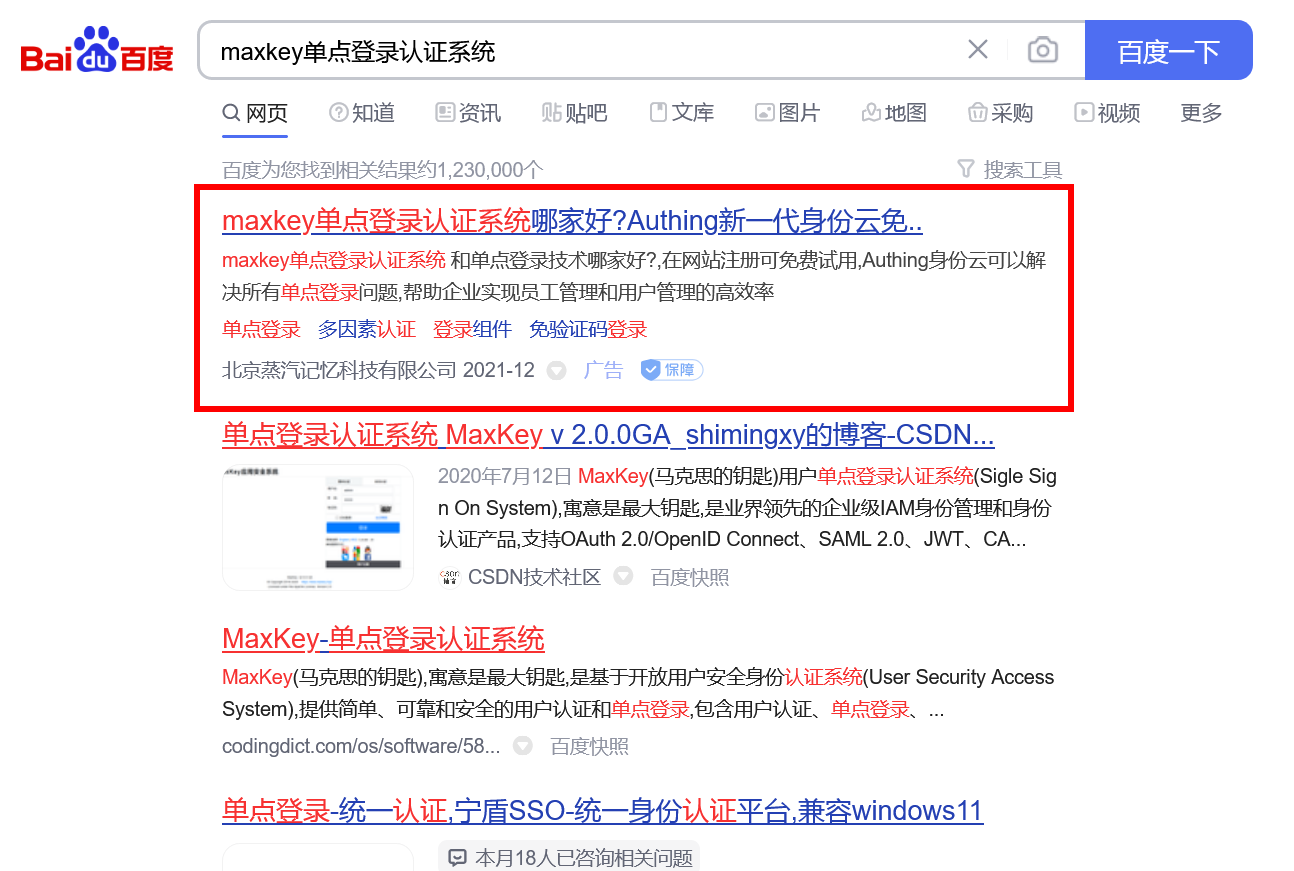 Bai du 百度
maxkey单点登录认证系统
百度一下
网页 知道 资讯 贴吧 文库 图片 地图 采购 视频 更多
百度为您找到相关结果约1,230,000个 搜索工具
maxkey单点登录认证系统哪家好?Authing新一代身份云免..
maxkey单点登录认证系统 和单点登录技术哪家好?,在网站注册可免费试用,Authing身份云可以解
决所有单点登录问题,帮助企业实现员工管理和用户管理的高效率
单点登录 多因素认证 登录组件 免验证码登录
北京蒸汽记忆科技有限公司 2021-12 广告 保障
单点登录认证系统 MaxKey v 2.0.0GA_shimingxy的博客-CSDN...
2020年7月12日 MaxKey(马克思的钥匙)用户单点登录认证系统(Sigle Sig
n On System),寓意是最大钥匙,是业界领先的企业级IAM身份管理和身份
认证产品,支持OAuth 2.0/OpenID Connect、SAML 2.0、JWT、CA...
CSDN技术社区 百度快照
MaxKey-单点登录认证系统
MaxKey(马克思的钥匙),寓意是最大钥匙,是基于开放用户安全身份认证系统(User Security Access
System),提供简单、可靠和安全的用户认证和单点登录,包含用户认证、单点登录、...
codingdict.com/os/software/58... 百度快照
单点登录-统一认证,宁盾SSO-统一身份认证平台,兼容windows11
本月18人已咨询相关问题